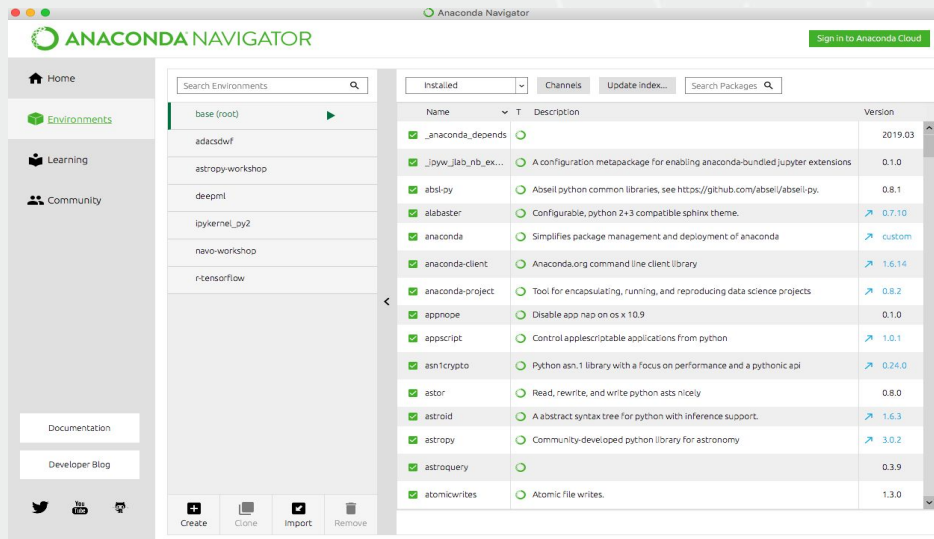 Anaconda Navigator
ANACONDA NAVIGATOR
Sign in to Anaconda Cloud
Home
Environments
Learning
Community
Documentation
Developer Blog
You
Tube
Search Environments
base (root)
adacsdwf
astropy-workshop
deepml
ipykernel_py2
navo-workshop
r-tensorflow
Create Clone Import Remove
Installed Channels Update index... Search Packages
Name T Description Version
_anaconda_depends 2019.03
_ipyw_jlab_nb_ex... A configuration metapackage for enabling anaconda-bundled jupyter extensions 0.1.0
absl-py Abseil python common libraries, see https://github.com/abseil/abseil-py. 0.8.1
alabaster Configurable, python 2+3 compatible sphinx theme. 0.7.10
anaconda Simplifies package management and deployment of anaconda custom
anaconda-client Anaconda.org command line client library 1.6.14
anaconda-project Tool for encapsulating, running, and reproducing data science projects 0.8.2
appnope Disable app nap on os x 10.9 0.1.0
appscript Control applescriptable applications from python 1.0.1
asn1crypto Python asn.1 library with a focus on performance and a pythonic api 0.24.0
astor Read, rewrite, and write python asts nicely 0.8.0
astroid A abstract syntax tree for python with inference support. 1.6.3
astropy Community-developed python library for astronomy 3.0.2
astroquery 0.3.9
atomicwrites Atomic file writes. 1.3.0